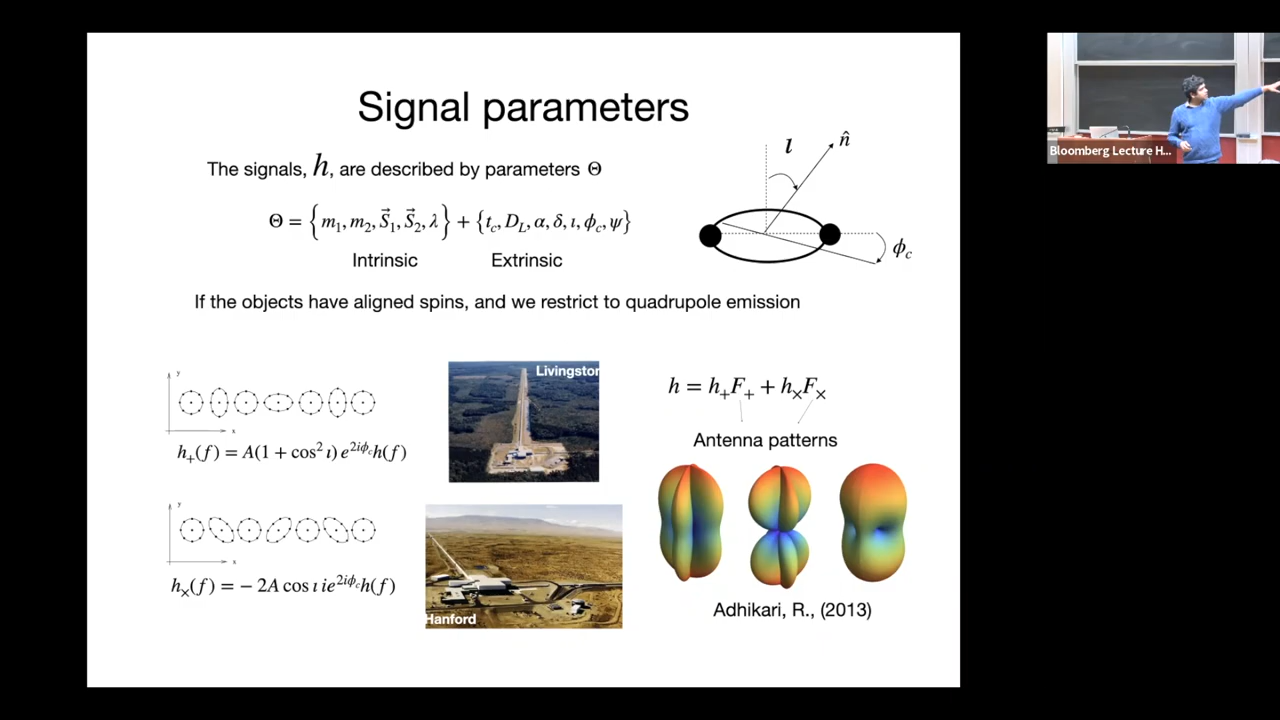 Signal parameters
The signals, h, are described by parameters Θ
Θ = {m₁, m₂, S⃗₁, S⃗₂, λ} + {t_c, D_L, α, δ, ι, ϕ_c, ψ}
Intrinsic Extrinsic
ι
n̂
ϕ_c
If the objects have aligned spins, and we restrict to quadrupole emission
y
x
h₊(f) = A(1 + cos² ι) e^{2iϕ_c}h(f)
y
x
h_×(f) = − 2A cos ι ie^{2iϕ_c}h(f)
Livingston
Hanford
h = h₊F₊ + h_×F_×
Antenna patterns
Adhikari, R., (2013)
Bloomberg Lecture H...